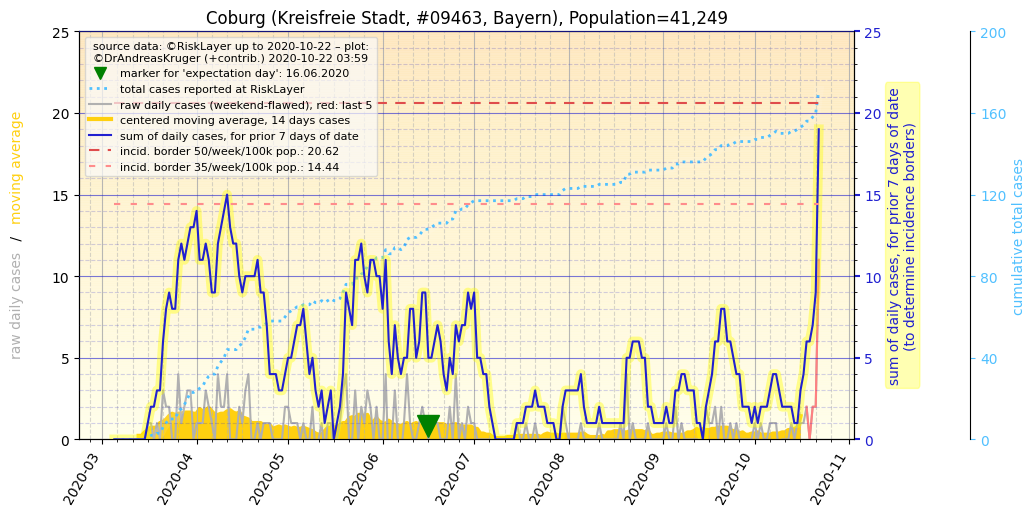 Coburg (Kreisfreie Stadt, #09463, Bayern), Population=41,249
source data: ©RiskLayer up to 2020-10-22 – plot:
©DrAndreasKruger (+contrib.) 2020-10-22 03:59
marker for 'expectation day': 16.06.2020
total cases reported at RiskLayer
raw daily cases (weekend-flawed), red: last 5
centered moving average, 14 days cases
sum of daily cases, for prior 7 days of date
incid. border 50/week/100k pop.: 20.62
incid. border 35/week/100k pop.: 14.44
raw daily cases / moving average
25
20
15
10
5
0
25
20
15
10
5
0
sum of daily cases, for prior 7 days of date
(to determine incidence borders)
200
160
120
80
40
0
cumulative total cases
2020-03
2020-04
2020-05
2020-06
2020-07
2020-08
2020-09
2020-10
2020-11